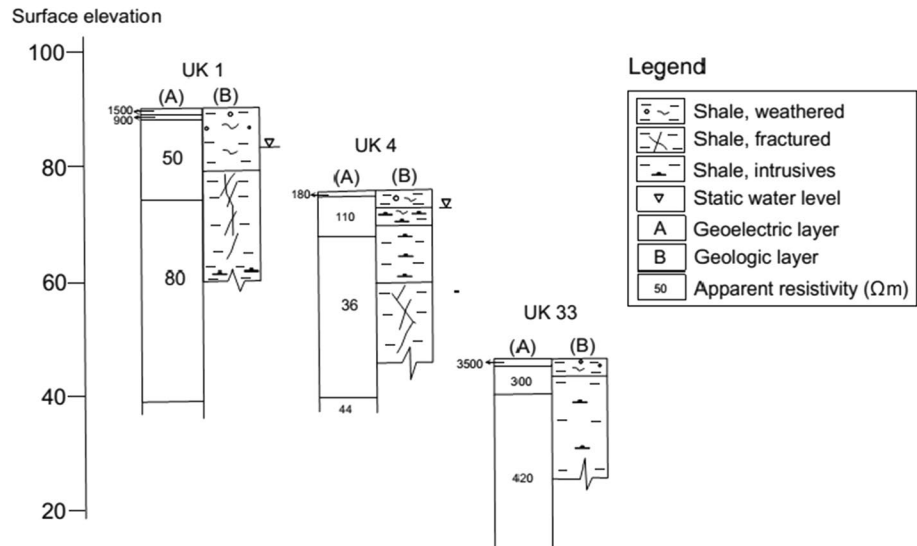 Surface elevation
100
80
60
40
20
UK 1
(A) (B)
1500
900
50
80
UK 4
(A) (B)
180
110
36
44
UK 33
(A) (B)
3500
300
420
Legend
Shale, weathered
Shale, fractured
Shale, intrusives
Static water level
A Geoelectric layer
B Geologic layer
50 Apparent resistivity (Ωm)